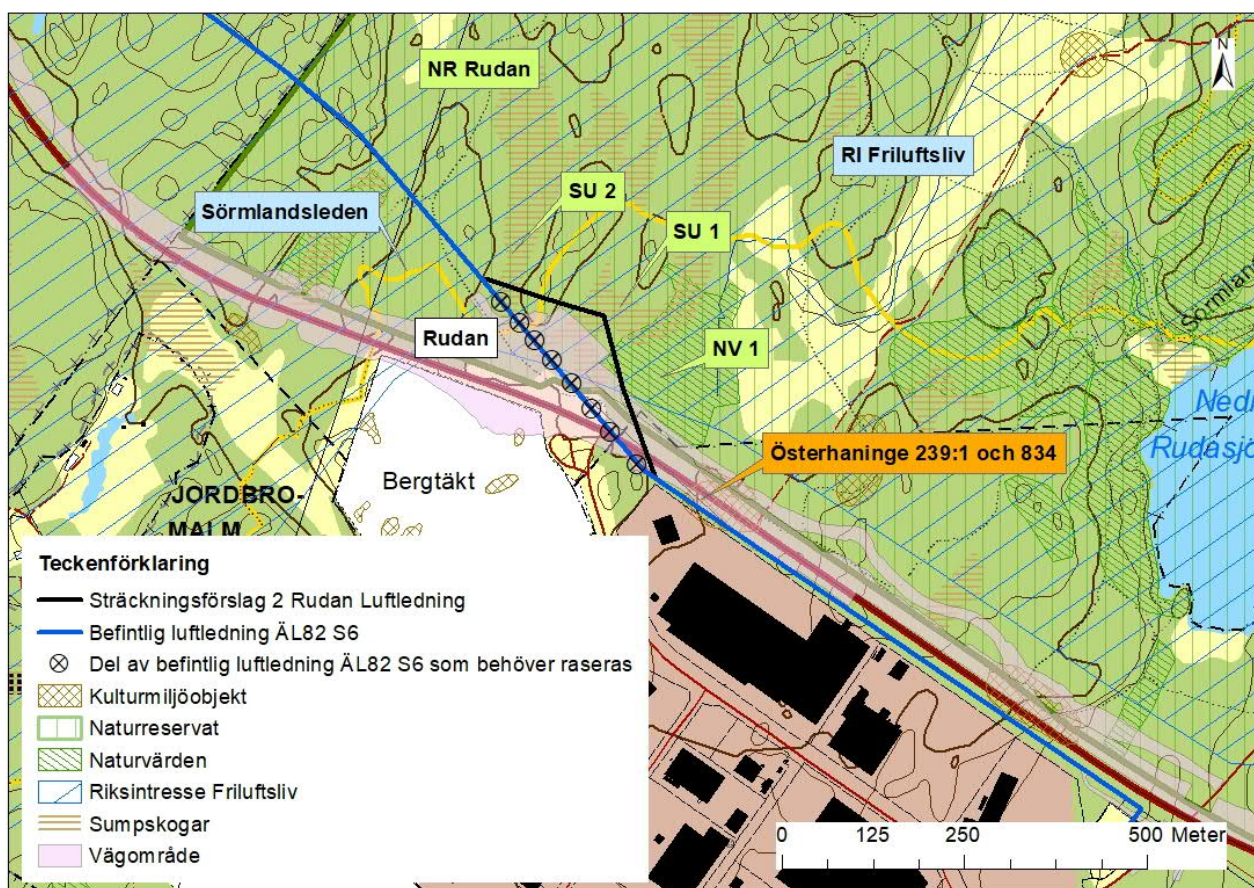 NR Rudan
N
RI Friluftsliv
SU 2
Sörmlandsleden
SU 1
Rudan
NV 1
Österhaninge 239:1 och 834
Bergtäkt
JORDBRO-
MALM
Teckenförklaring
Sträckningsförslag 2 Rudan Luftledning
Befintlig luftledning ÄL82 S6
Del av befintlig luftledning ÄL82 S6 som behöver raseras
Kulturmiljöobjekt
Naturreservat
Naturvärden
Riksintresse Friluftsliv
Sumpskogar
Vägområde
Sörmland
Ned
Rudasjö
0 125 250 500 Meter